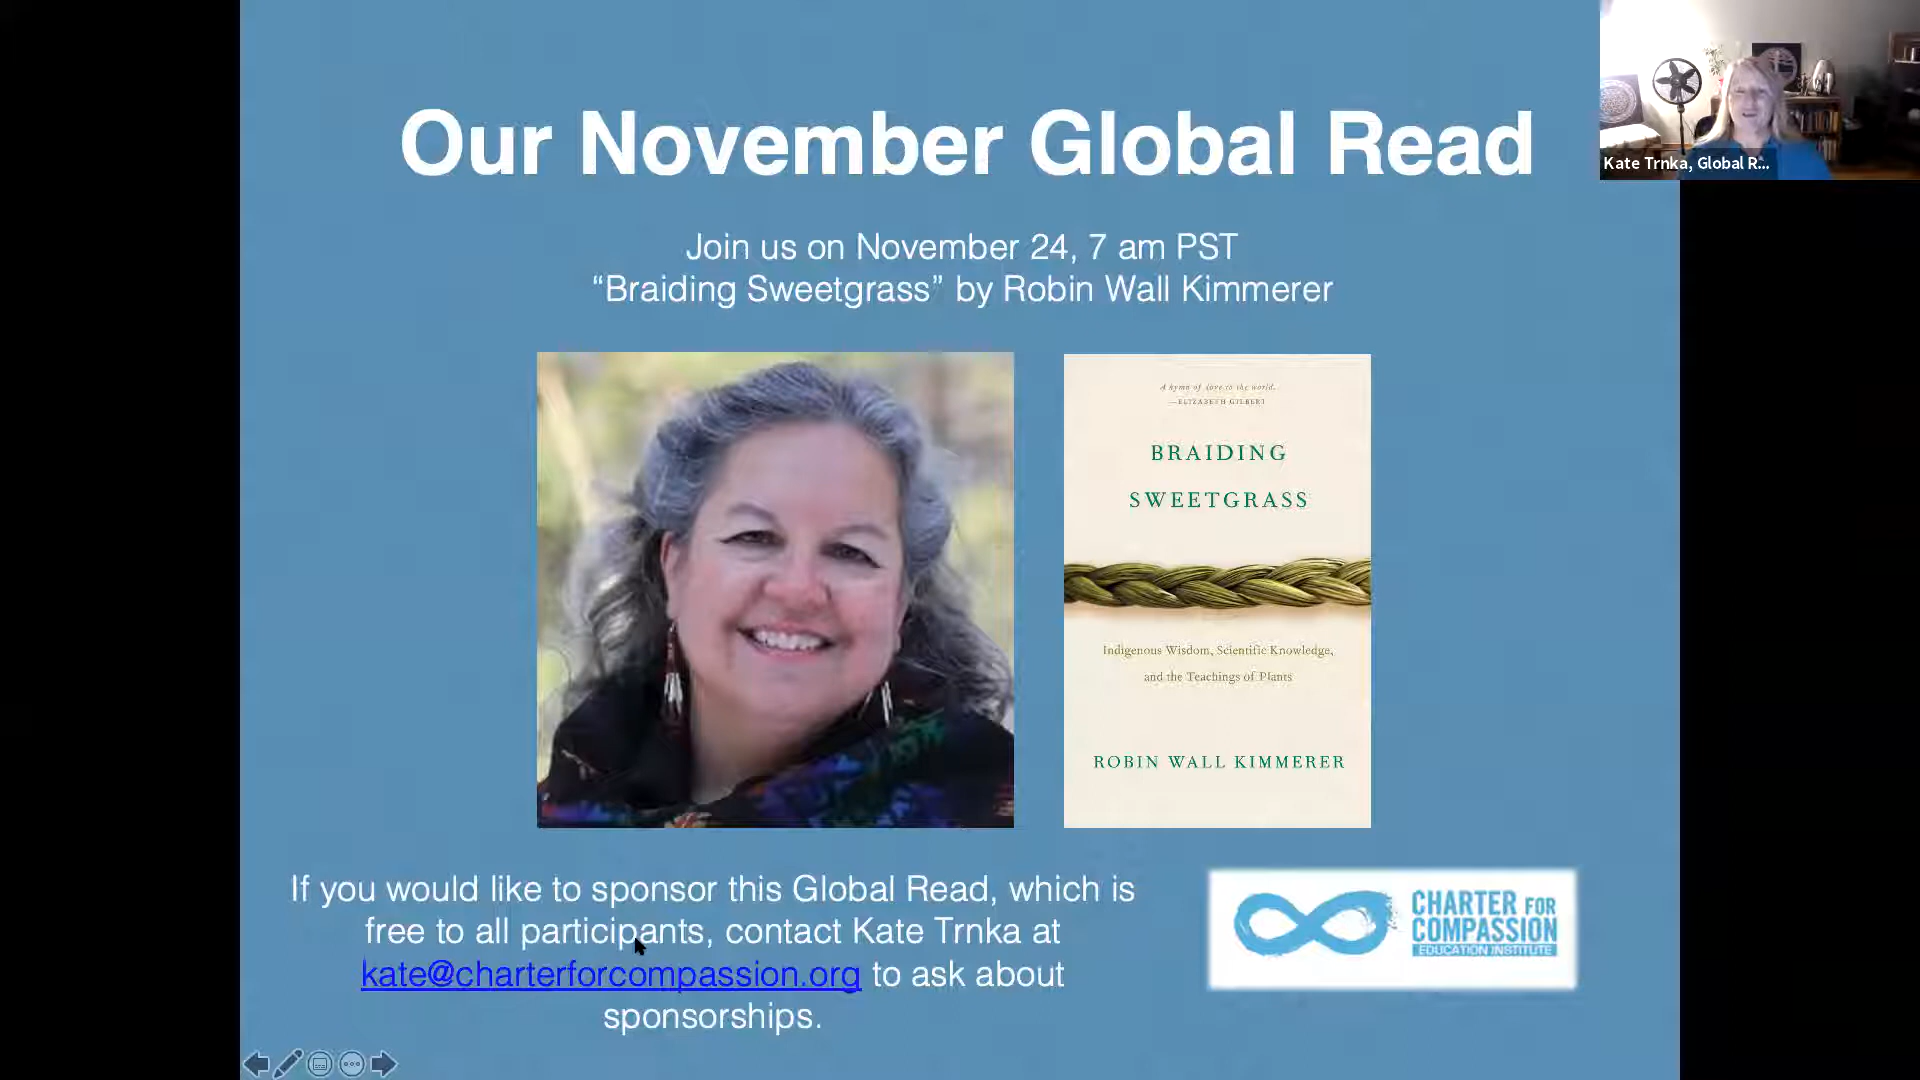 Our November Global Read
Join us on November 24, 7 am PST
“Braiding Sweetgrass” by Robin Wall Kimmerer
A hymn of love to the world.
—ELIZABETH GILBERT
BRAIDING
SWEETGRASS
Indigenous Wisdom, Scientific Knowledge,
and the Teachings of Plants
ROBIN WALL KIMMERER
If you would like to sponsor this Global Read, which is
free to all participants, contact Kate Trnka at
kate@charterforcompassion.org to ask about
sponsorships.
CHARTER FOR
COMPASSION
EDUCATION INSTITUTE
Kate Trnka, Global R...